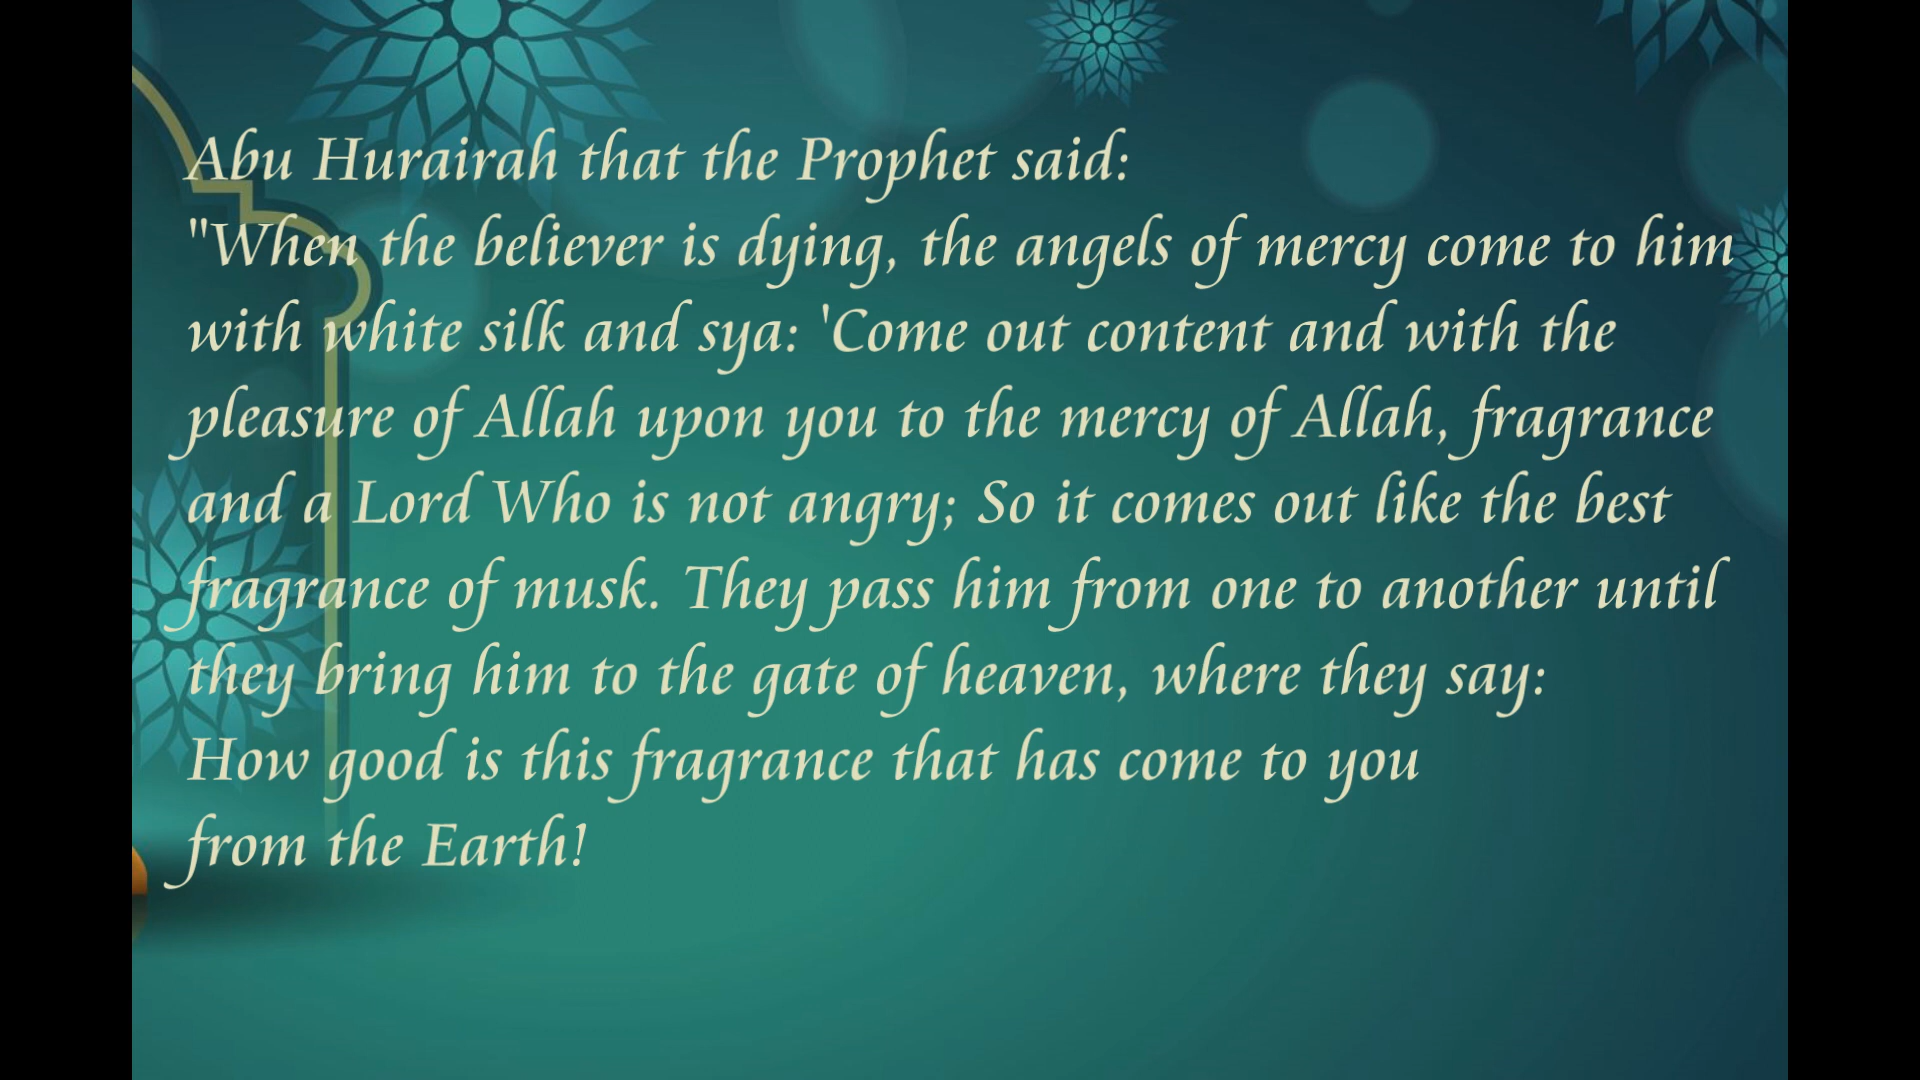 Abu Hurairah that the Prophet said:
"When the believer is dying, the angels of mercy come to him
with white silk and sya: 'Come out content and with the
pleasure of Allah upon you to the mercy of Allah, fragrance
and a Lord Who is not angry; So it comes out like the best
fragrance of musk. They pass him from one to another until
they bring him to the gate of heaven, where they say:
How good is this fragrance that has come to you
from the Earth!